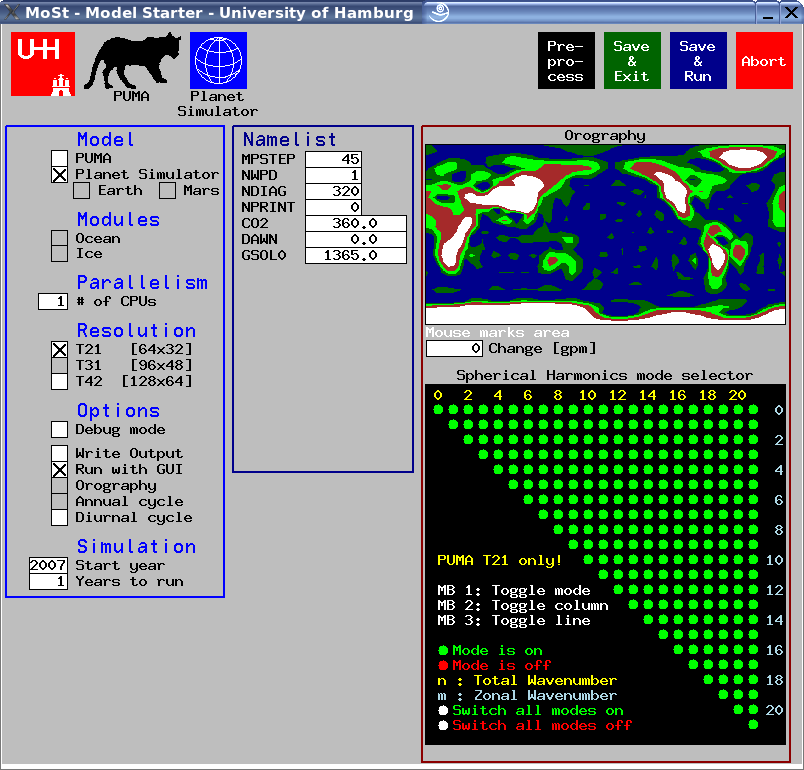 MoSt - Model Starter - University of Hamburg
UH
PUMA
Planet
Simulator
Pre-
pro-
cess
Save
&
Exit
Save
&
Run
Abort
Model
PUMA
Planet Simulator
Earth Mars
Modules
Ocean
Ice
Parallelism
1 # of CPUs
Resolution
T21 [64x32]
T31 [96x48]
T42 [128x64]
Options
Debug mode
Write Output
Run with GUI
Orography
Annual cycle
Diurnal cycle
Simulation
2007 Start year
1 Years to run
Namelist
MPSTEP 45
NWPD 1
NDIAG 320
NPRINT 0
CO2 360.0
DAWN 0.0
GSOL0 1365.0
Orography
Mouse marks area
0 Change [gpm]
Spherical Harmonics mode selector
0 2 4 6 8 10 12 14 16 18 20
0
2
4
6
8
PUMA T21 only! 10
MB 1: Toggle mode 12
MB 2: Toggle column
MB 3: Toggle line 14
Mode is on 16
Mode is off
n : Total Wavenumber 18
m : Zonal Wavenumber
Switch all modes on 20
Switch all modes off